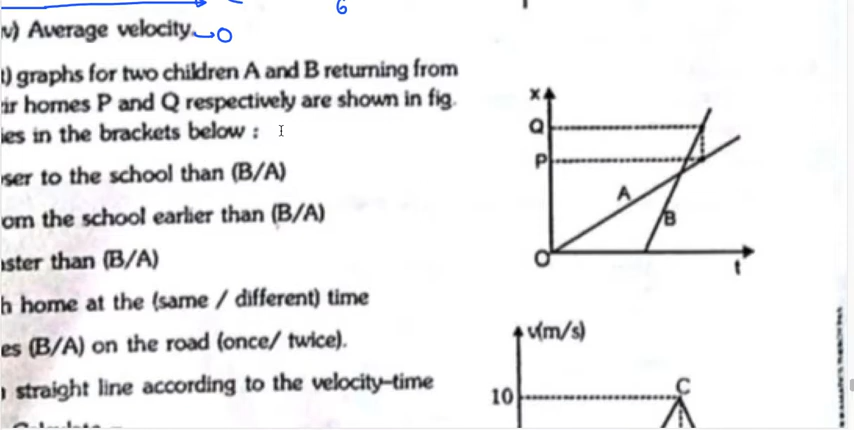 6
v) Average velocity. 0
t) graphs for two children A and B returning from
ir homes P and Q respectively are shown in fig.
ies in the brackets below :
ser to the school than (B/A)
om the school earlier than (B/A)
aster than (B/A)
h home at the (same / different) time
es (B/A) on the road (once/ twice).
straight line according to the velocity-time
x
Q
P
A
B
O
t
v(m/s)
10
C